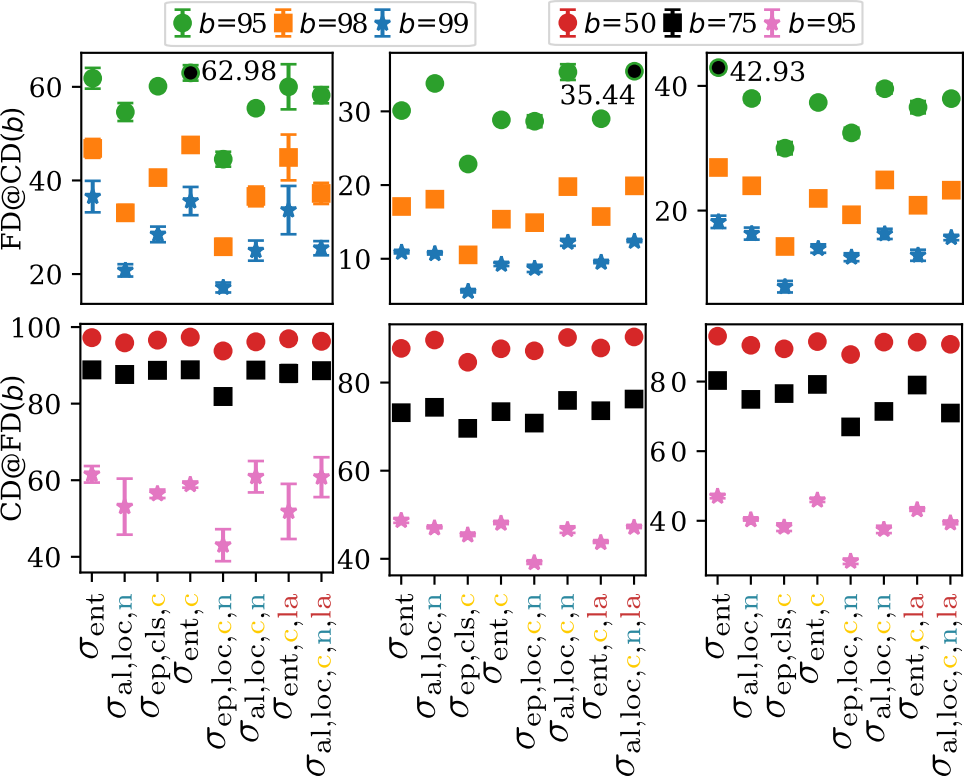 b=95 b=98 b=99
b=50 b=75 b=95
FD@CD(b)
60
40
20
62.98
30
20
10
35.44
40
20
42.93
CD@FD(b)
100
80
60
40
80
60
40
80
60
40
σent
σal,loc,n
σep,cls,c
σent,c
σep,loc,c,n
σal,loc,c,n
σent,c,la
σal,loc,c,n,la
σent
σal,loc,n
σep,cls,c
σent,c
σep,loc,c,n
σal,loc,c,n
σent,c,la
σal,loc,c,n,la
σent
σal,loc,n
σep,cls,c
σent,c
σep,loc,c,n
σal,loc,c,n
σent,c,la
σal,loc,c,n,la